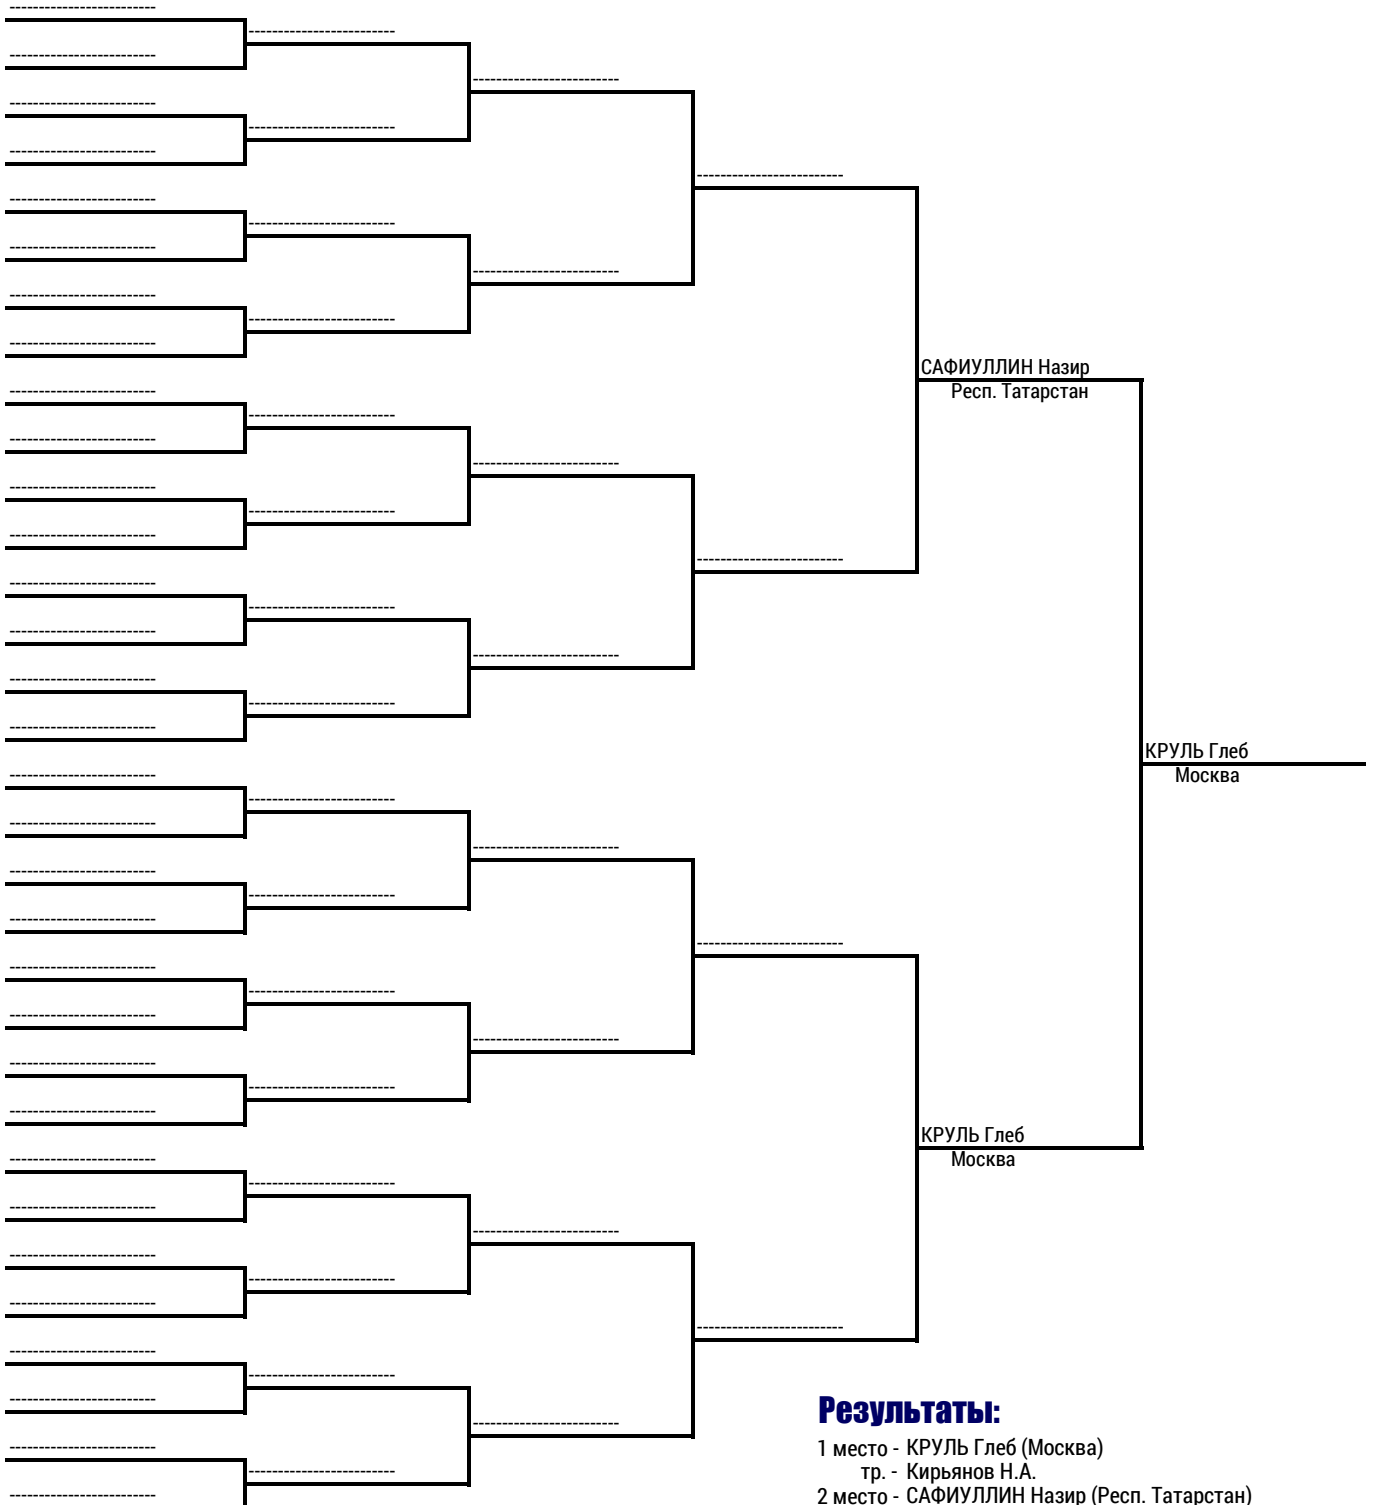 САФИУЛЛИН Назир
Респ. Татарстан
КРУЛЬ Глеб
Москва
КРУЛЬ Глеб
Москва
Результаты:
1 место - КРУЛЬ Глеб (Москва)
тр. - Кирьянов Н.А.
2 место - САФИУЛЛИН Назир (Респ. Татарстан)